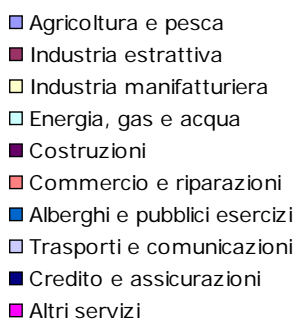 Agricoltura e pesca
Industria estrattiva
Industria manifatturiera
Energia, gas e acqua
Costruzioni
Commercio e riparazioni
Alberghi e pubblici esercizi
Trasporti e comunicazioni
Credito e assicurazioni
Altri servizi